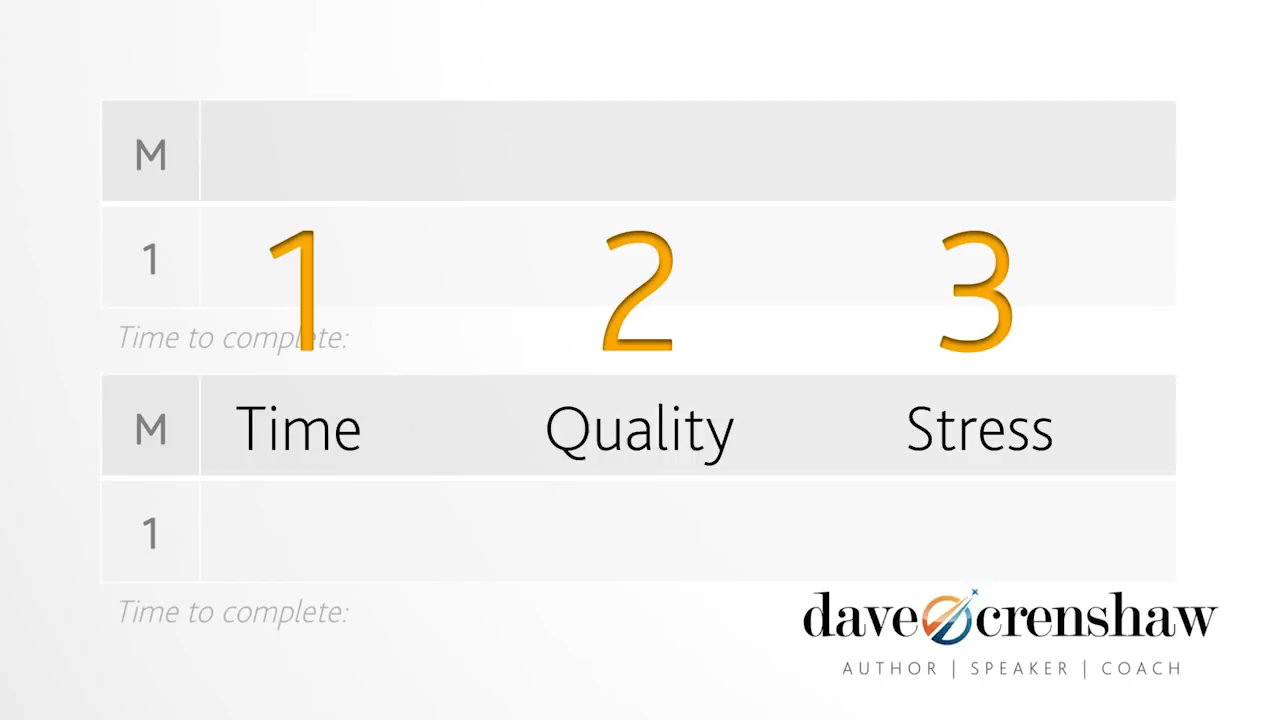 M
1 2 3
1
Time to complete:
M
Time Quality Stress
1
Time to complete:
dave crenshaw
AUTHOR | SPEAKER | COACH